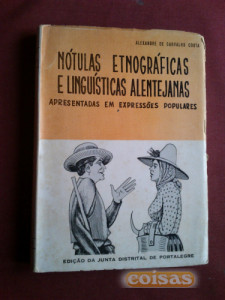 ALEXANDRE DE CARVALHO COSTA
NÓTULAS ETNOGRÁFICAS
E LINGUÍSTICAS ALENTEJANAS
APRESENTADAS EM EXPRESSÕES POPULARES
EDIÇÃO DA JUNTA DISTRITAL DE PORTALEGRE
coisas